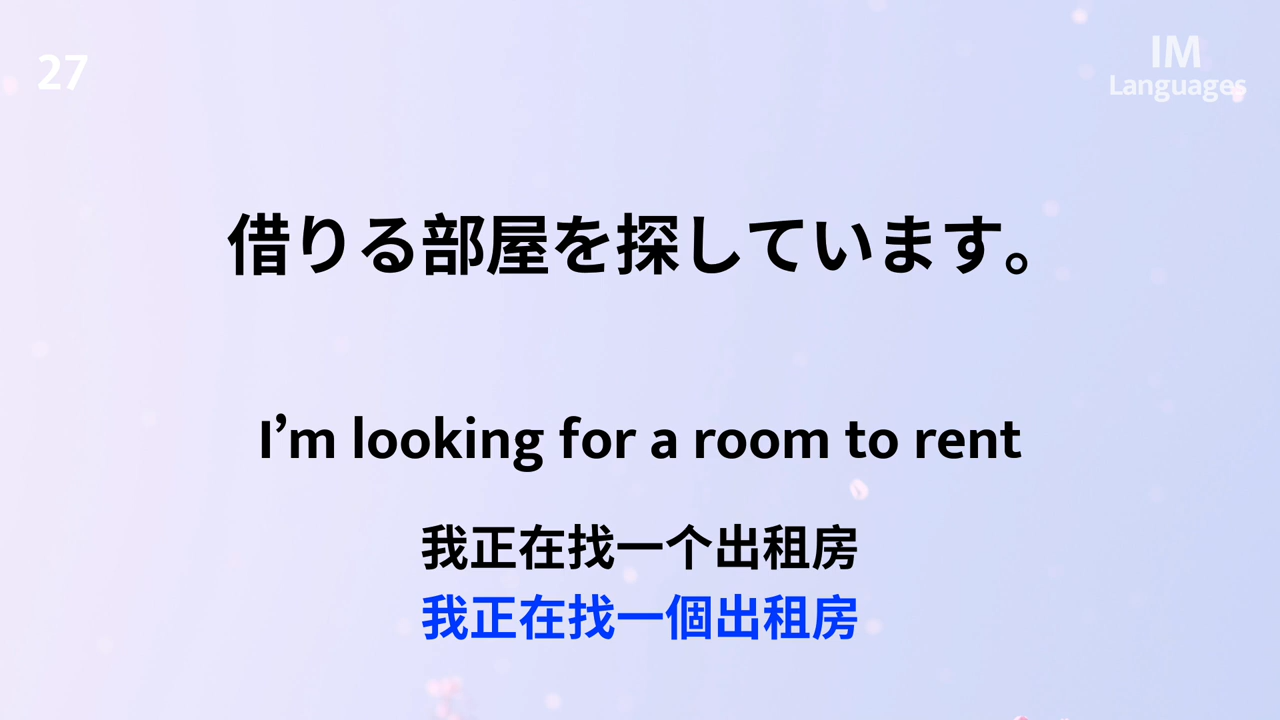 27
IM
Languages
借りる部屋を探しています。
I’m looking for a room to rent
我正在找一个出租房
我正在找一個出租房